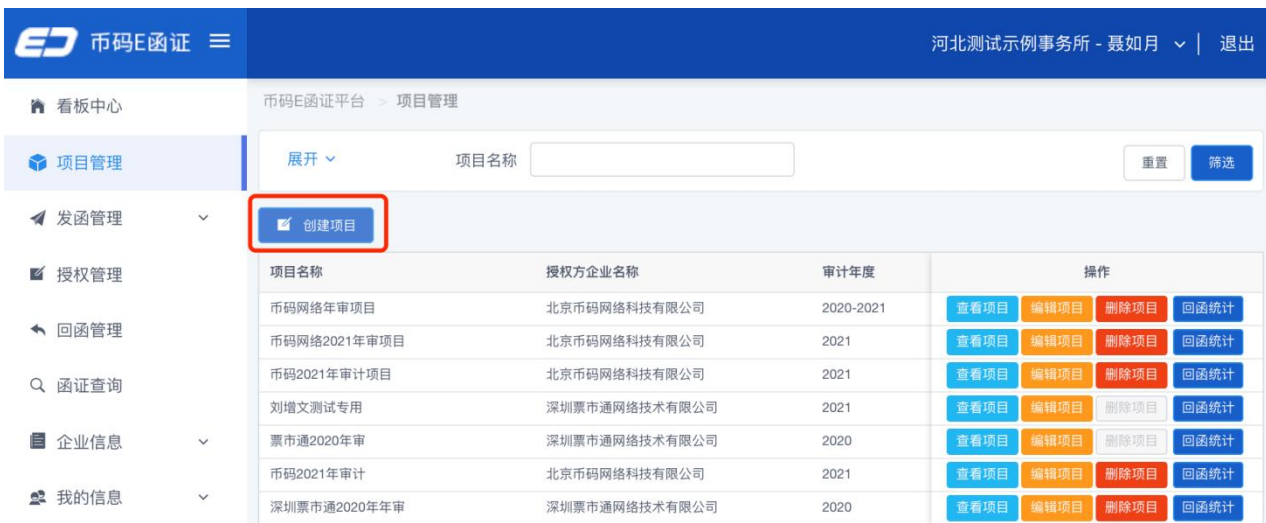 币码E函证
河北测试示例事务所 - 聂如月 | 退出
看板中心
项目管理
发函管理
授权管理
回函管理
函证查询
企业信息
我的信息
币码E函证平台 > 项目管理
展开 项目名称 重置 筛选
创建项目
项目名称 授权方企业名称 审计年度 操作
币码网络年审项目 北京币码网络科技有限公司 2020-2021 查看项目 编辑项目 删除项目 回函统计
币码网络2021年审项目 北京币码网络科技有限公司 2021 查看项目 编辑项目 删除项目 回函统计
币码2021年审计项目 北京币码网络科技有限公司 2021 查看项目 编辑项目 删除项目 回函统计
刘增文测试专用 深圳票市通网络技术有限公司 2021 查看项目 编辑项目 删除项目 回函统计
票市通2020年审 深圳票市通网络技术有限公司 2020 查看项目 编辑项目 删除项目 回函统计
币码2021年审计 北京币码网络科技有限公司 2021 查看项目 编辑项目 删除项目 回函统计
深圳票市通2020年年审 深圳票市通网络技术有限公司 2020 查看项目 编辑项目 删除项目 回函统计